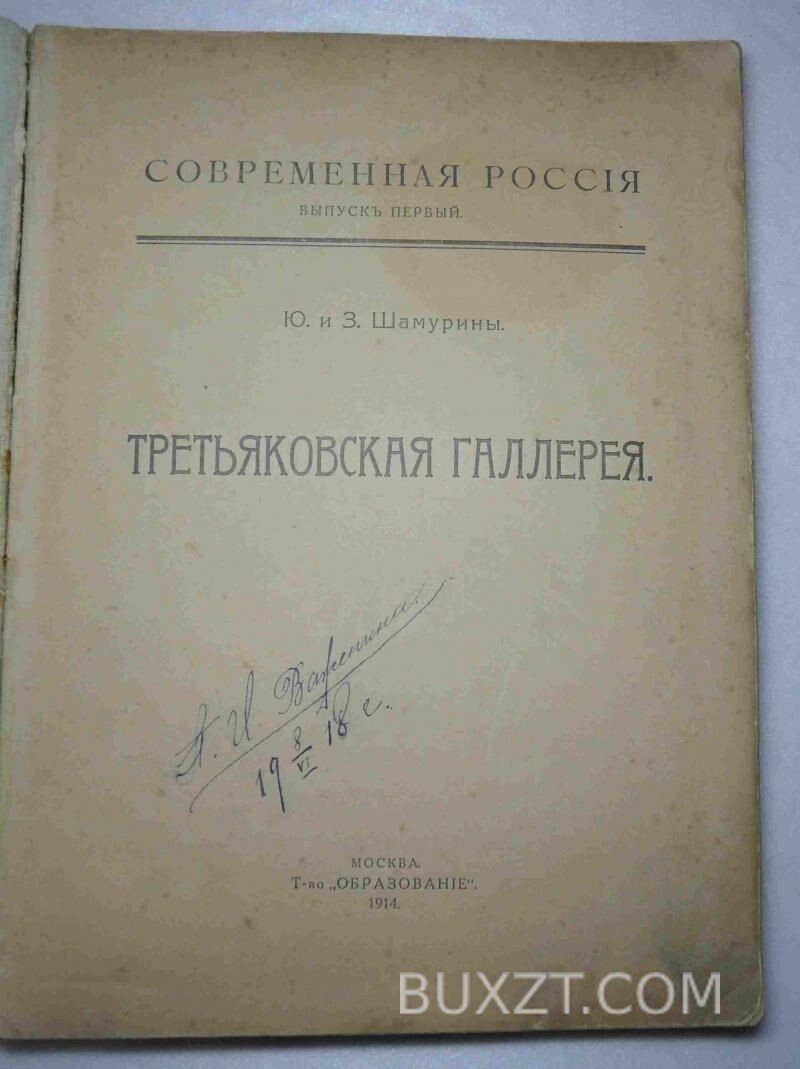 СОВРЕМЕННАЯ РОССІЯ
ВЫПУСКЪ ПЕРВЫЙ.
Ю. и З. Шамурины.
ТРЕТЬЯКОВСКАЯ ГАЛЛЕРЕЯ.
И.
19 8/VI 18 г.
МОСКВА.
Т-во „ОБРАЗОВАНІЕ“.
1914.
BUXZT.COM